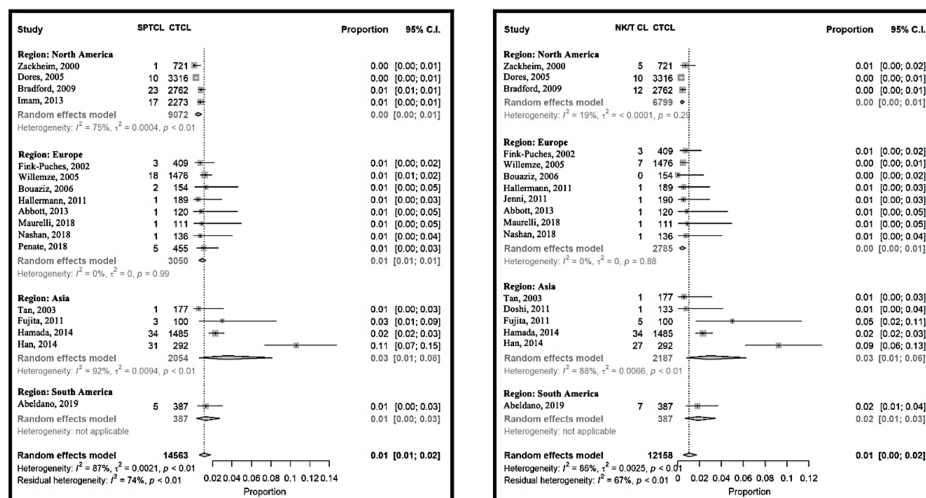 Study SPTCL CTCL Proportion 95% C.I.
Region: North America
Zackheim, 2000 1 721 0.00 [0.00; 0.01]
Dores, 2005 10 3316 0.00 [0.00; 0.01]
Bradford, 2009 23 2762 0.01 [0.01; 0.01]
Imam, 2013 17 2273 0.01 [0.00; 0.01]
Random effects model 9072 0.00 [0.00; 0.01]
Heterogeneity: I² = 75%, τ² = 0.0004, p < 0.01
Region: Europe
Fink-Puches, 2002 3 409 0.01 [0.00; 0.02]
Willemze, 2005 18 1476 0.01 [0.01; 0.02]
Bouaziz, 2006 2 154 0.01 [0.00; 0.05]
Hallermann, 2011 1 189 0.01 [0.00; 0.03]
Abbott, 2013 1 120 0.01 [0.00; 0.05]
Maurelli, 2018 1 111 0.01 [0.00; 0.05]
Nashan, 2018 1 136 0.01 [0.00; 0.04]
Penate, 2018 5 455 0.01 [0.00; 0.03]
Random effects model 3050 0.01 [0.01; 0.01]
Heterogeneity: I² = 0%, τ² = 0, p = 0.99
Region: Asia
Tan, 2003 1 177 0.01 [0.00; 0.03]
Fujita, 2011 3 100 0.03 [0.01; 0.09]
Hamada, 2014 34 1485 0.02 [0.02; 0.03]
Han, 2014 31 292 0.11 [0.07; 0.15]
Random effects model 2054 0.03 [0.01; 0.08]
Heterogeneity: I² = 92%, τ² = 0.0094, p < 0.01
Region: South America
Abeldano, 2019 5 387 0.01 [0.00; 0.03]
Random effects model 387 0.01 [0.00; 0.03]
Heterogeneity: not applicable
Random effects model 14563 0.01 [0.01; 0.02]
Heterogeneity: I² = 87%, τ² = 0.0021, p < 0.01
Residual heterogeneity: I² = 74%, p < 0.01
0 0.02 0.04 0.06 0.08 0.1 0.12 0.14
Proportion
Study NK/T CL CTCL Proportion 95% C.I.
Region: North America
Zackheim, 2000 5 721 0.01 [0.00; 0.02]
Dores, 2005 10 3316 0.00 [0.00; 0.01]
Bradford, 2009 12 2762 0.00 [0.00; 0.01]
Random effects model 6799 0.00 [0.00; 0.01]
Heterogeneity: I² = 19%, τ² = < 0.0001, p = 0.29
Region: Europe
Fink-Puches, 2002 3 409 0.01 [0.00; 0.02]
Willemze, 2005 7 1476 0.00 [0.00; 0.01]
Bouaziz, 2006 0 154 0.00 [0.00; 0.02]
Hallermann, 2011 1 189 0.01 [0.00; 0.03]
Jenni, 2011 1 190 0.01 [0.00; 0.03]
Abbott, 2013 1 120 0.01 [0.00; 0.05]
Maurelli, 2018 1 111 0.01 [0.00; 0.05]
Nashan, 2018 1 136 0.01 [0.00; 0.04]
Random effects model 2785 0.00 [0.00; 0.01]
Heterogeneity: I² = 0%, τ² = 0, p = 0.88
Region: Asia
Tan, 2003 1 177 0.01 [0.00; 0.03]
Doshi, 2011 1 133 0.01 [0.00; 0.04]
Fujita, 2011 5 100 0.05 [0.02; 0.11]
Hamada, 2014 34 1485 0.02 [0.02; 0.03]
Han, 2014 27 292 0.09 [0.06; 0.13]
Random effects model 2187 0.03 [0.01; 0.06]
Heterogeneity: I² = 88%, τ² = 0.0066, p < 0.01
Region: South America
Abeldano, 2019 7 387 0.02 [0.01; 0.04]
Random effects model 387 0.02 [0.01; 0.03]
Heterogeneity: not applicable
Random effects model 12158 0.01 [0.00; 0.02]
Heterogeneity: I² = 86%, τ² = 0.0025, p < 0.01
Residual heterogeneity: I² = 67%, p < 0.01
0 0.02 0.04 0.06 0.08 0.1 0.12
Proportion